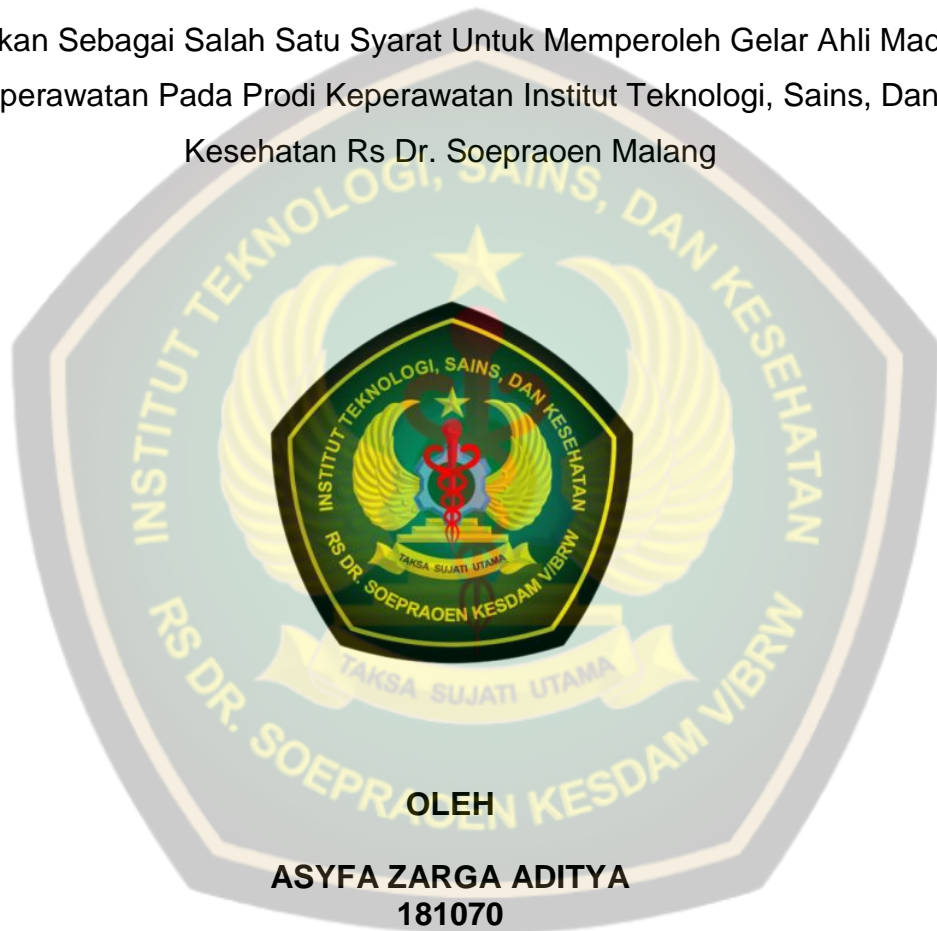 kan Sebagai Salah Satu Syarat Untuk Memperoleh Gelar Ahli Mad
perawatan Pada Prodi Keperawatan Institut Teknologi, Sains, Dan
Kesehatan Rs Dr. Soepraoen Malang
INSTITUT TEKNOLOGI, SAINS, DAN KESEHATAN
RS DR. SOEPRAOEN KESDAM V/BRW
TAKSA SUJATI UTAMA
INSTITUT TEKNOLOGI, SAINS, DAN KESEHATAN
RS DR. SOEPRAOEN KESDAM V/BRW
TAKSA SUJATI UTAMA
OLEH
ASYFA ZARGA ADITYA
181070